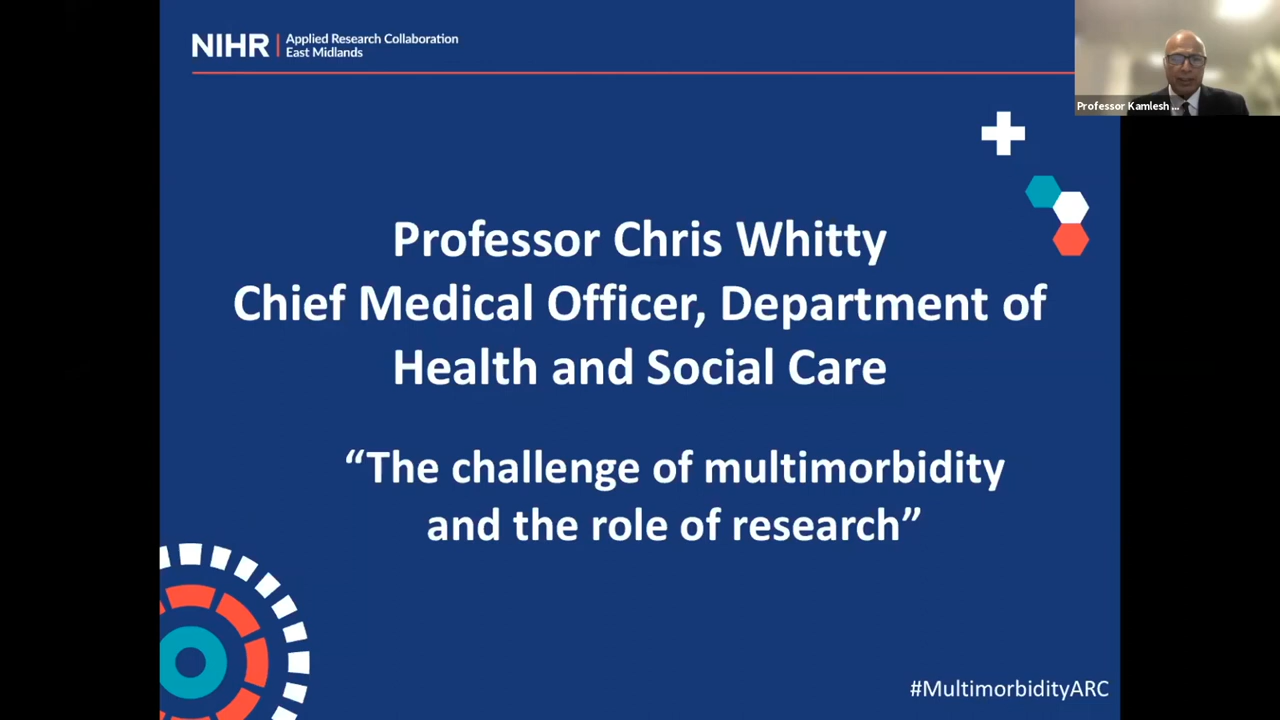 NIHR | Applied Research Collaboration
East Midlands
Professor Kamlesh ...
Professor Chris Whitty
Chief Medical Officer, Department of
Health and Social Care
“The challenge of multimorbidity
and the role of research”
#MultimorbidityARC